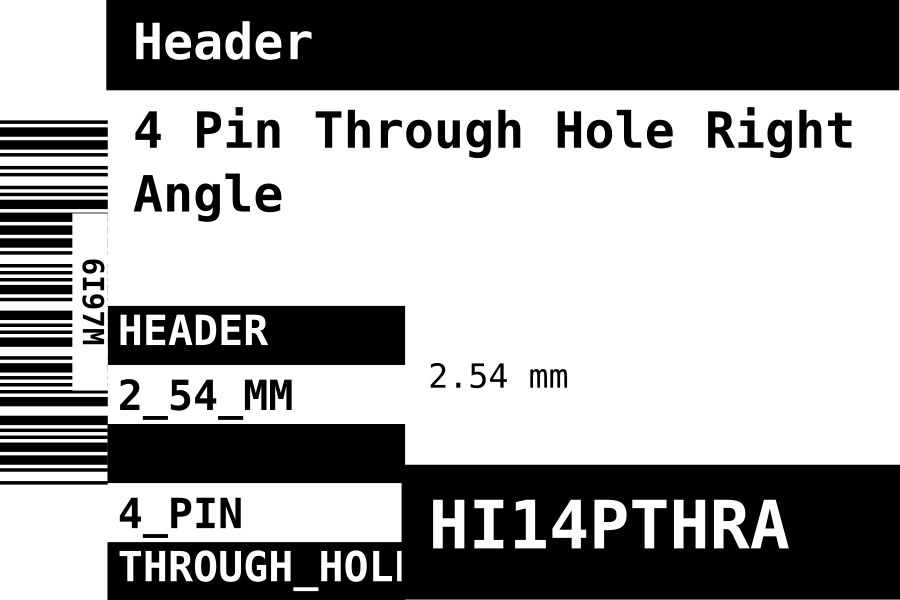 Header
4 Pin Through Hole Right
Angle
6I97M
HEADER
2_54_MM
2.54 mm
4_PIN
HI14PTHRA